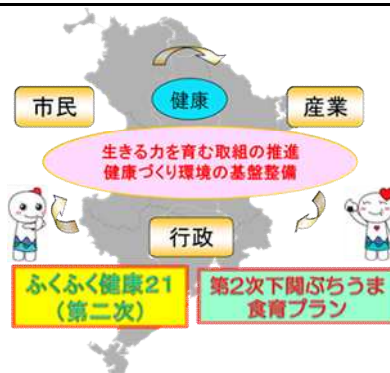 健康
市民
産業
生きる力を育む取組の推進
健康づくり環境の基盤整備
行政
ふくふく健康21
(第二次)
第2次下関ぶちうま
食育プラン